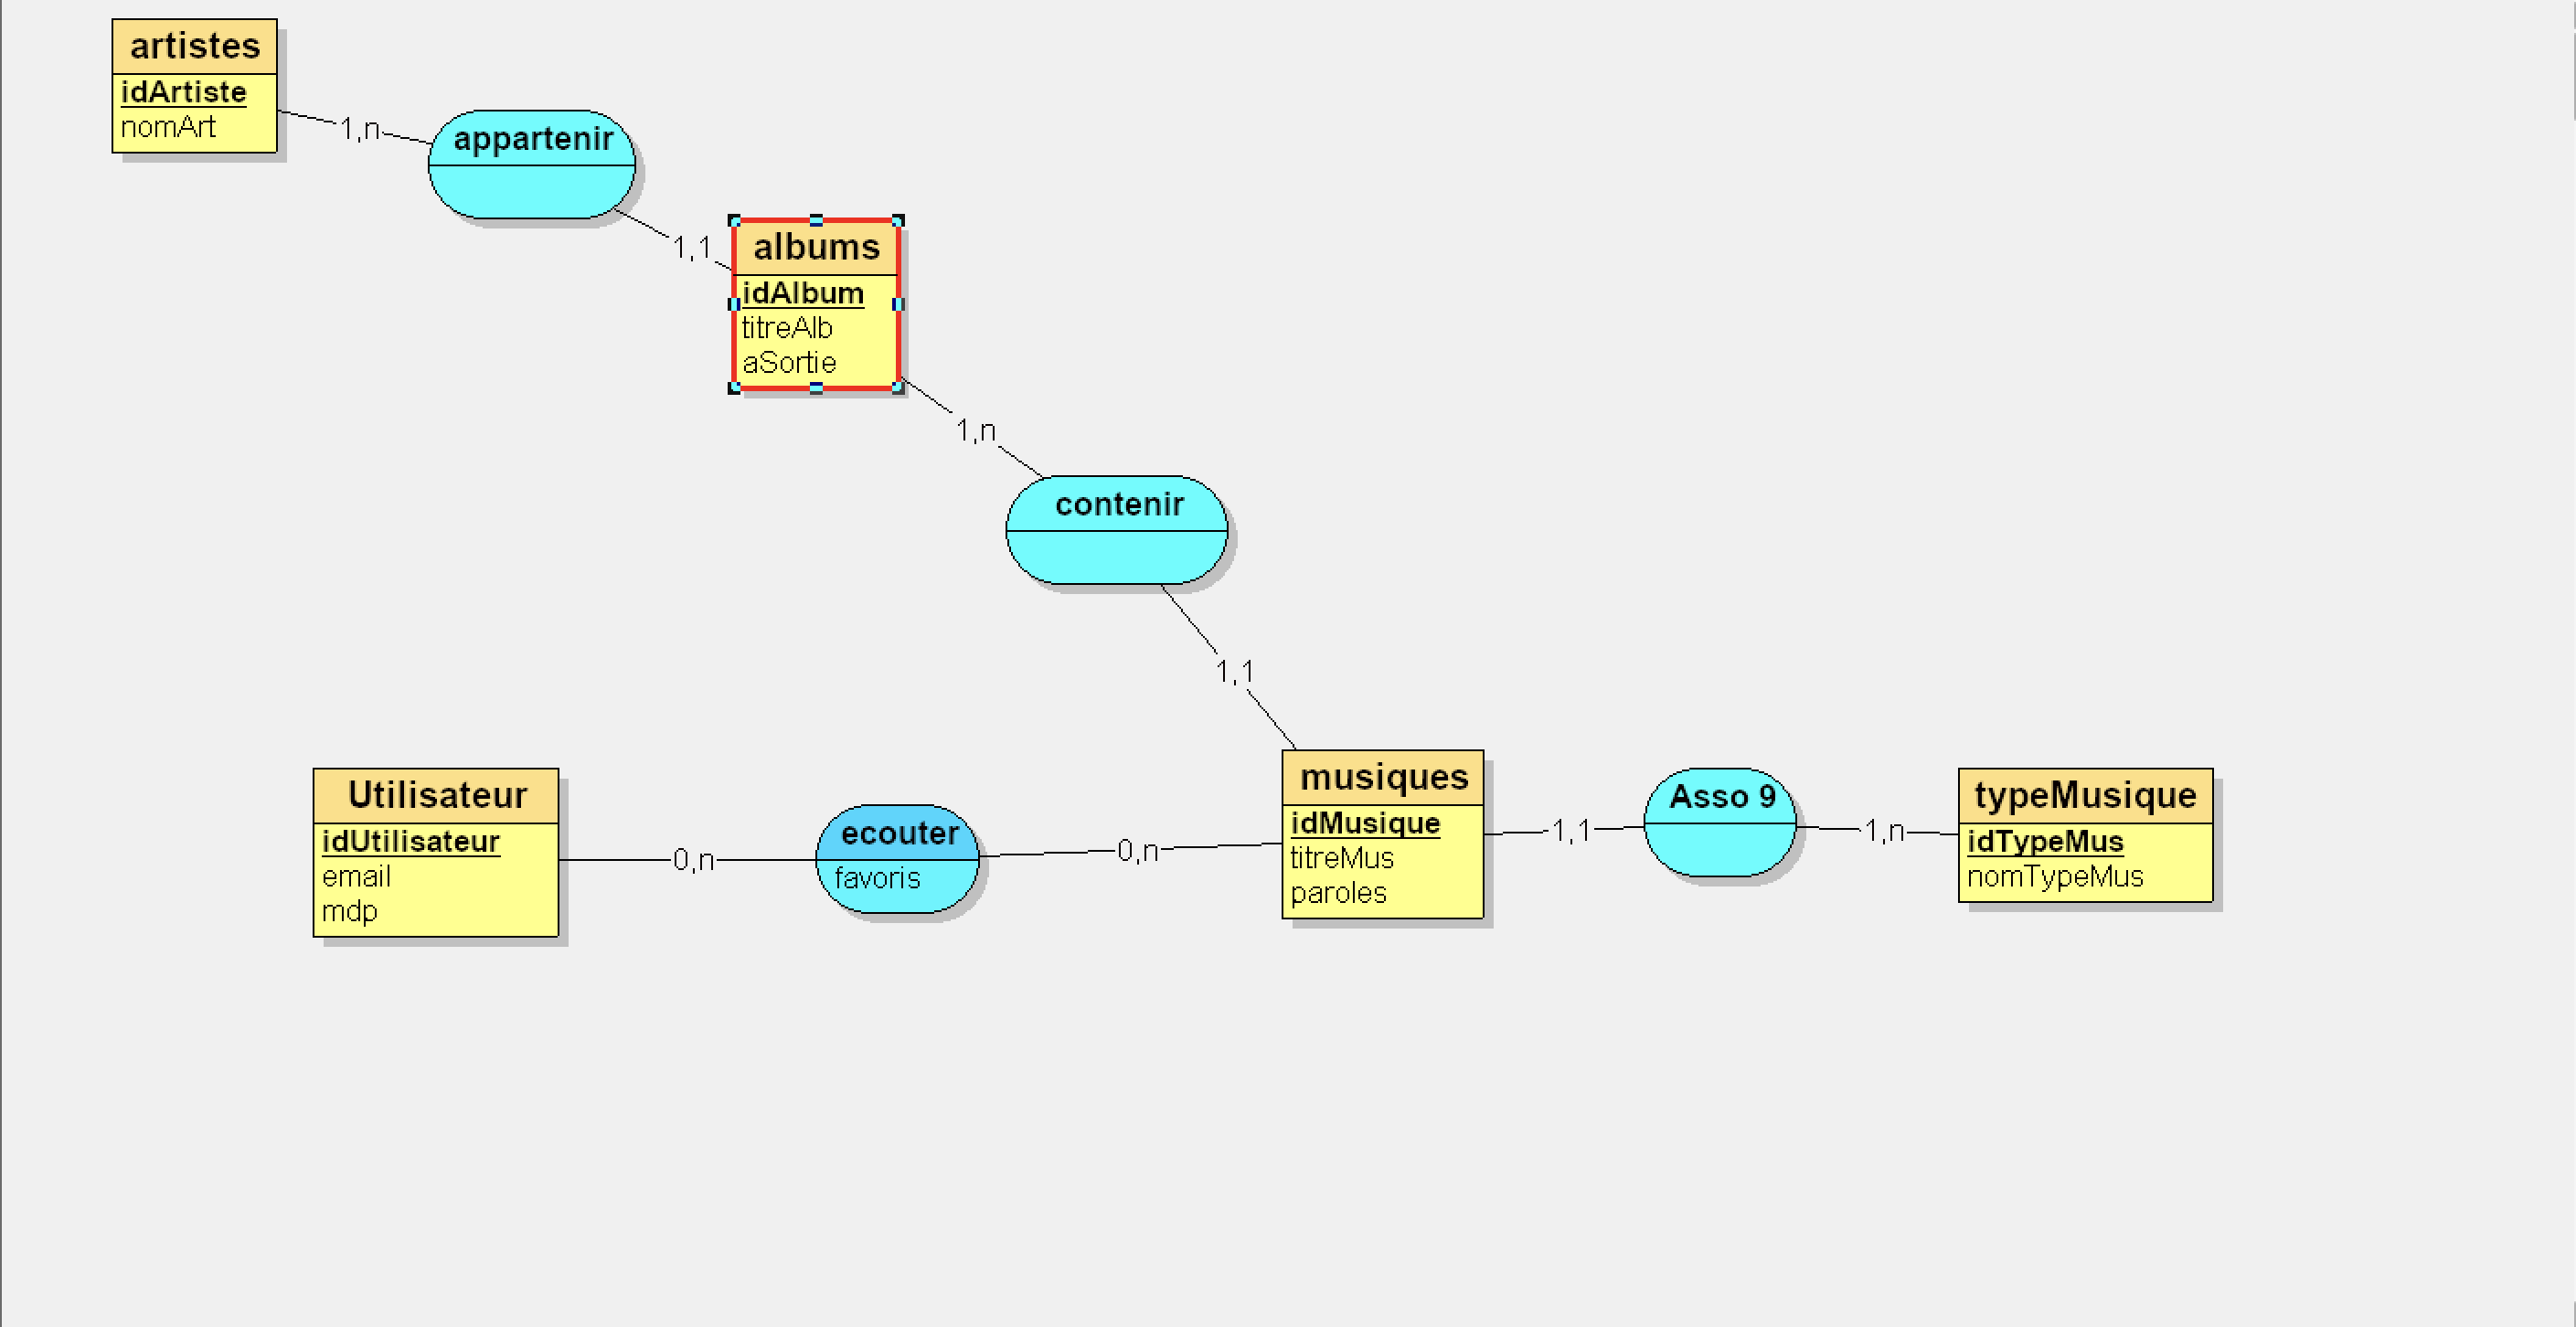 artistes
idArtiste
nomArt
1,n
appartenir
1,1
albums
idAlbum
titreAlb
aSortie
1,n
contenir
1,1
Utilisateur
idUtilisateur
email
mdp
0,n
ecouter
favoris
0,n
musiques
idMusique
titreMus
paroles
1,1
Asso 9
1,n
typeMusique
idTypeMus
nomTypeMus